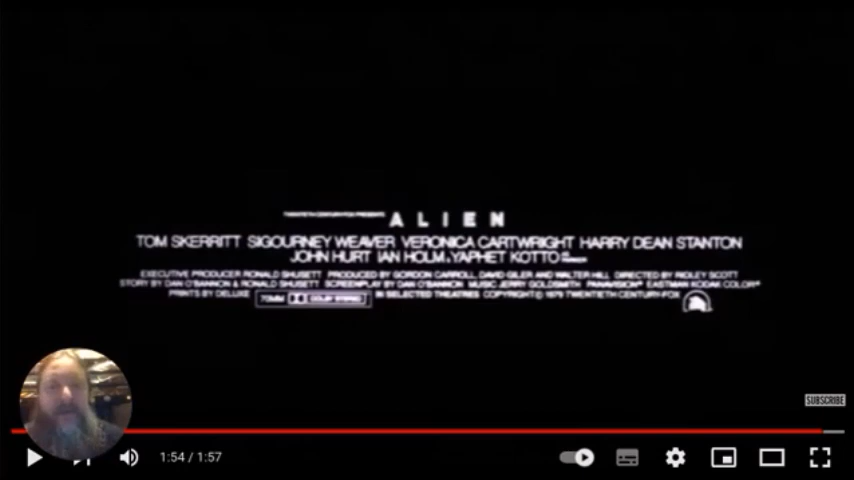 TWENTIETH CENTURY-FOX PRESENTS
ALIEN
TOM SKERRITT SIGOURNEY WEAVER VERONICA CARTWRIGHT HARRY DEAN STANTON
JOHN HURT IAN HOLM YAPHET KOTTO
EXECUTIVE PRODUCER RONALD SHUSETT PRODUCED BY GORDON CARROLL, DAVID GILER AND WALTER HILL DIRECTED BY RIDLEY SCOTT
STORY BY DAN O'BANNON & RONALD SHUSETT SCREENPLAY BY DAN O'BANNON MUSIC JERRY GOLDSMITH PANAVISION® EASTMAN KODAK COLOR®
PRINTS BY DELUXE 70MM DOLBY STEREO IN SELECTED THEATRES COPYRIGHT © 1979 TWENTIETH CENTURY-FOX
SUBSCRIBE
1:54 / 1:57